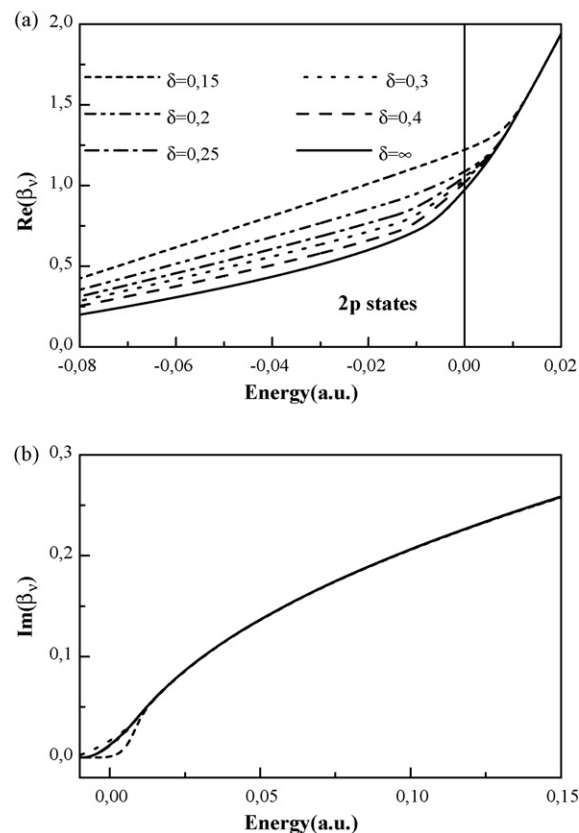 (a)
2,0
1,5
1,0
0,5
0,0
Re(βν)
δ=0,15
δ=0,3
δ=0,2
δ=0,4
δ=0,25
δ=∞
2p states
-0,08 -0,06 -0,04 -0,02 0,00 0,02
Energy(a.u.)
(b)
0,3
0,2
0,1
0,0
Im(βν)
0,00 0,05 0,10 0,15
Energy(a.u.)